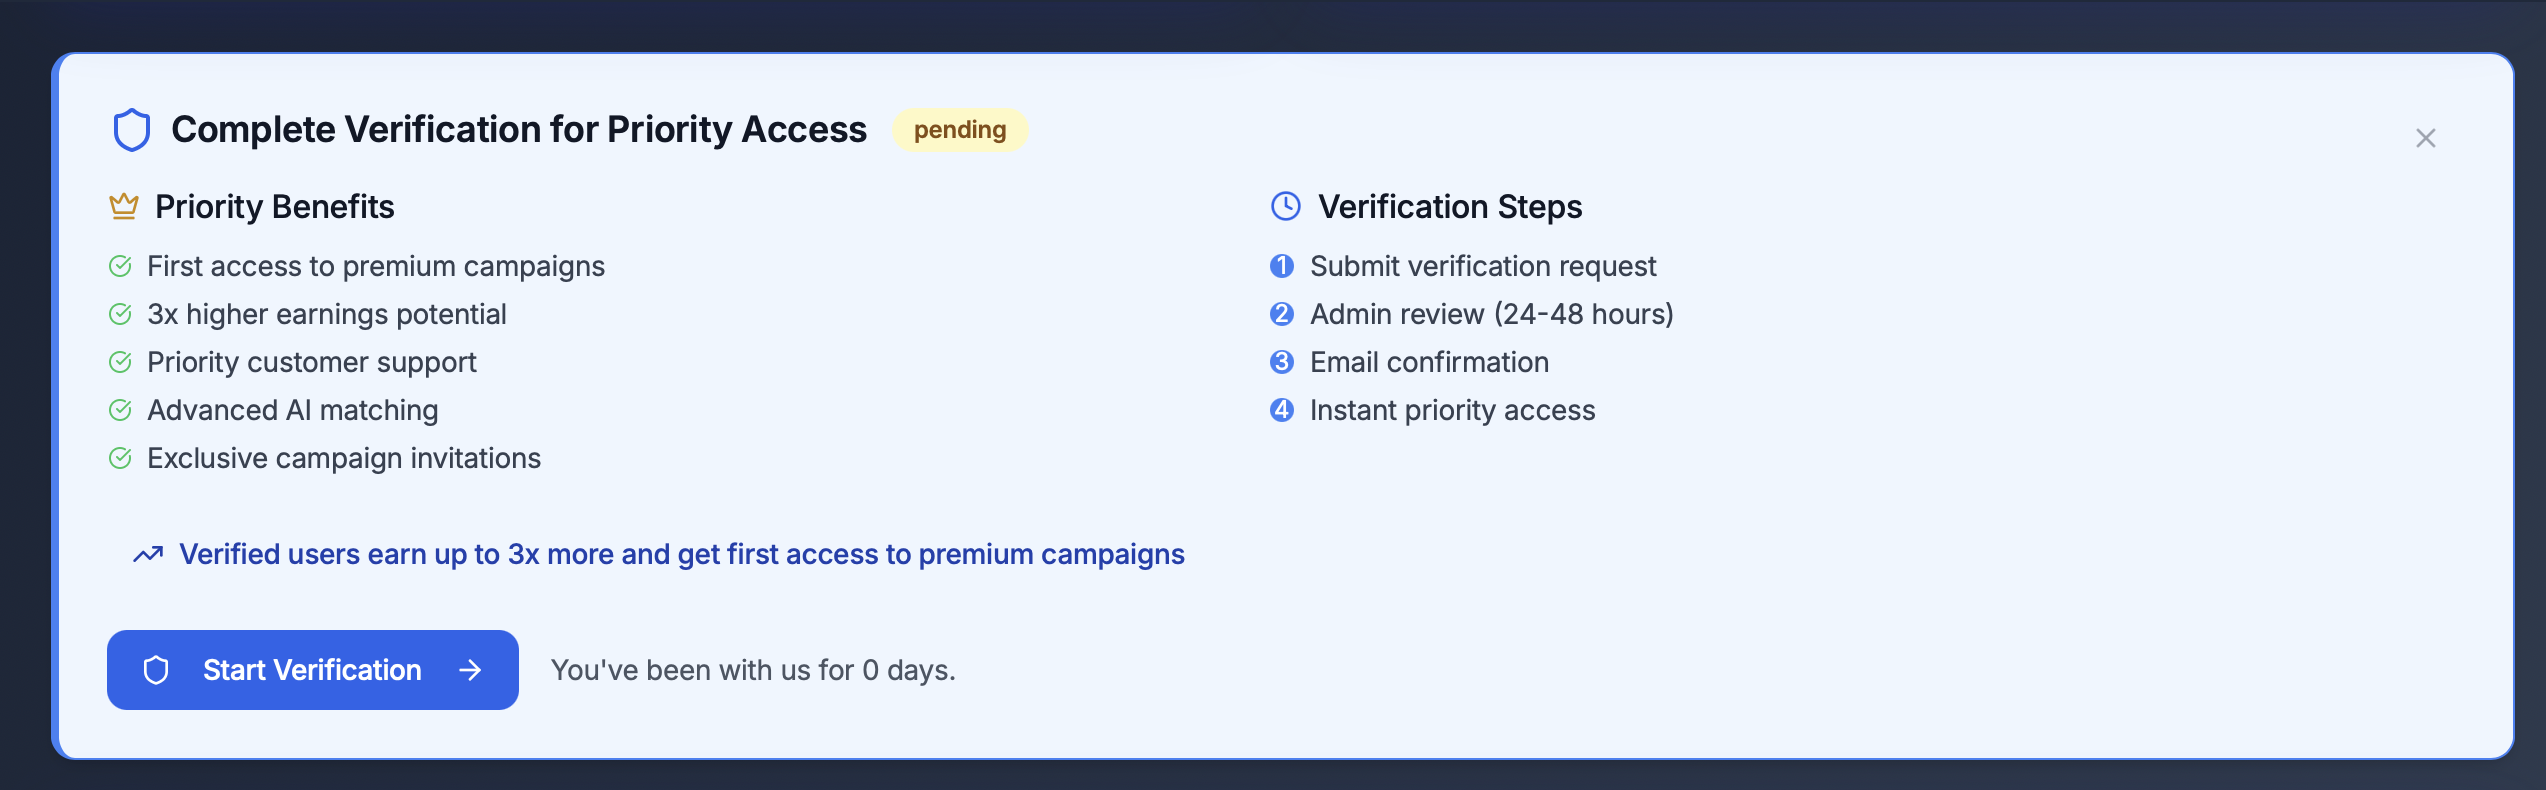 Complete Verification for Priority Access pending
Priority Benefits
First access to premium campaigns
3x higher earnings potential
Priority customer support
Advanced AI matching
Exclusive campaign invitations
Verification Steps
1 Submit verification request
2 Admin review (24-48 hours)
3 Email confirmation
4 Instant priority access
Verified users earn up to 3x more and get first access to premium campaigns
Start Verification
You've been with us for 0 days.